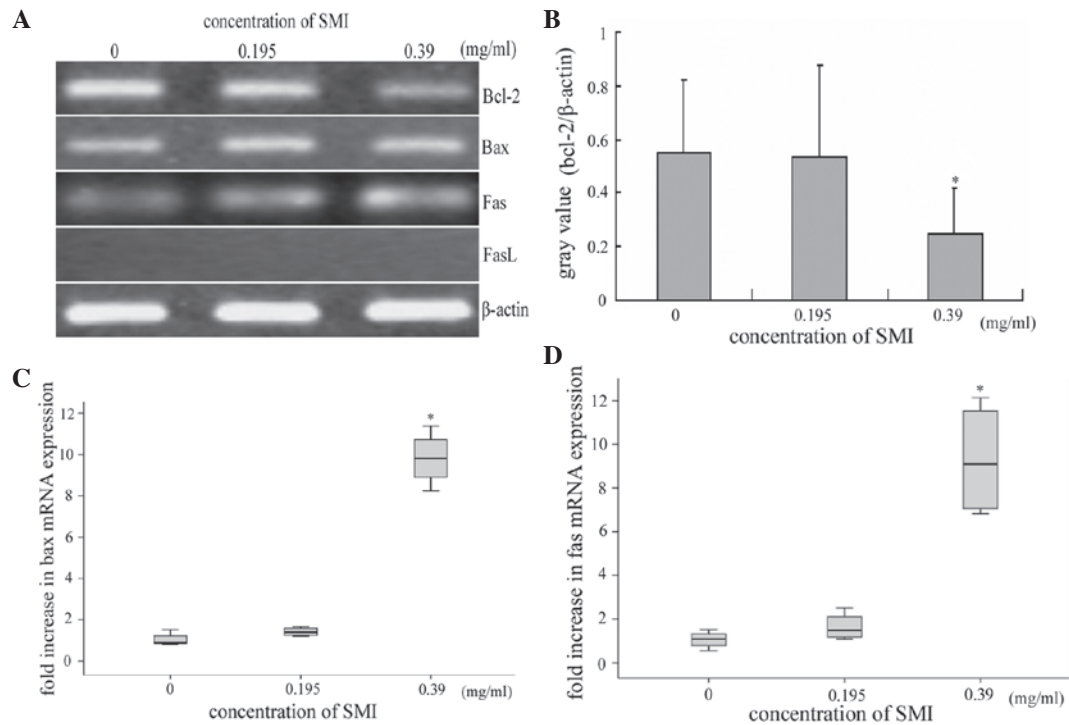 A
concentration of SMI
0 0.195 0.39 (mg/ml)
Bcl-2
Bax
Fas
FasL
β-actin
B
gray value (bcl-2/β-actin)
1
0.8
0.6
0.4
0.2
0
0 0.195 0.39 (mg/ml)
concentration of SMI
C
fold increase in bax mRNA expression
12
10
8
6
4
2
0
0 0.195 0.39 (mg/ml)
concentration of SMI
*
D
fold increase in fas mRNA expression
12
10
8
6
4
2
0
0 0.195 0.39 (mg/ml)
concentration of SMI
*
*